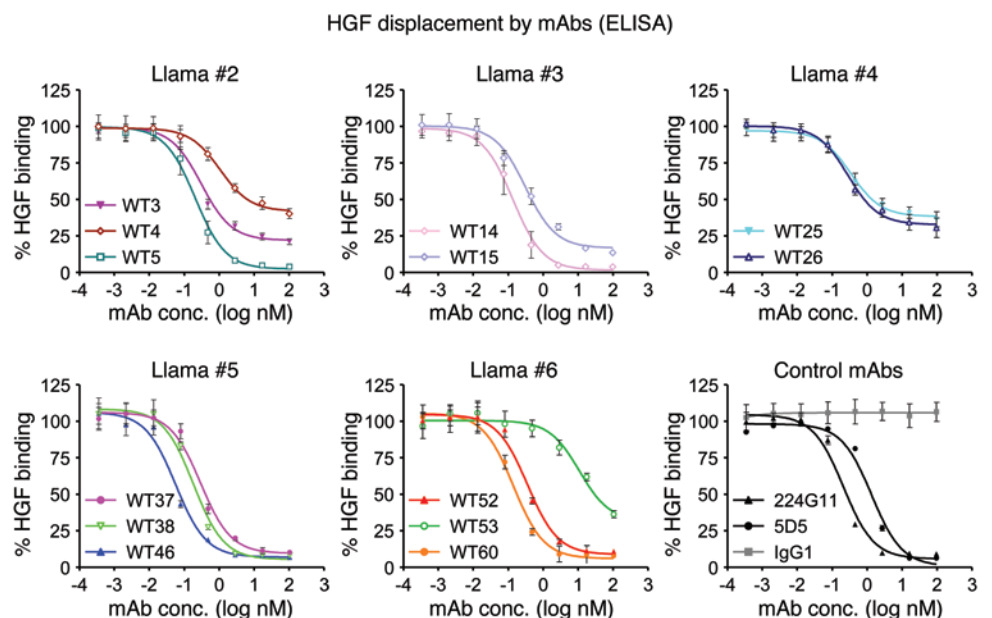 HGF displacement by mAbs (ELISA)
Llama #2
% HGF binding
125
100
75
50
25
0
WT3
WT4
WT5
-4 -3 -2 -1 0 1 2 3
mAb conc. (log nM)
Llama #3
% HGF binding
125
100
75
50
25
0
WT14
WT15
-4 -3 -2 -1 0 1 2 3
mAb conc. (log nM)
Llama #4
% HGF binding
125
100
75
50
25
0
WT25
WT26
-4 -3 -2 -1 0 1 2 3
mAb conc. (log nM)
Llama #5
% HGF binding
125
100
75
50
25
0
WT37
WT38
WT46
-4 -3 -2 -1 0 1 2 3
mAb conc. (log nM)
Llama #6
% HGF binding
125
100
75
50
25
0
WT52
WT53
WT60
-4 -3 -2 -1 0 1 2 3
mAb conc. (log nM)
Control mAbs
% HGF binding
125
100
75
50
25
0
224G11
5D5
IgG1
-4 -3 -2 -1 0 1 2 3
mAb conc. (log nM)